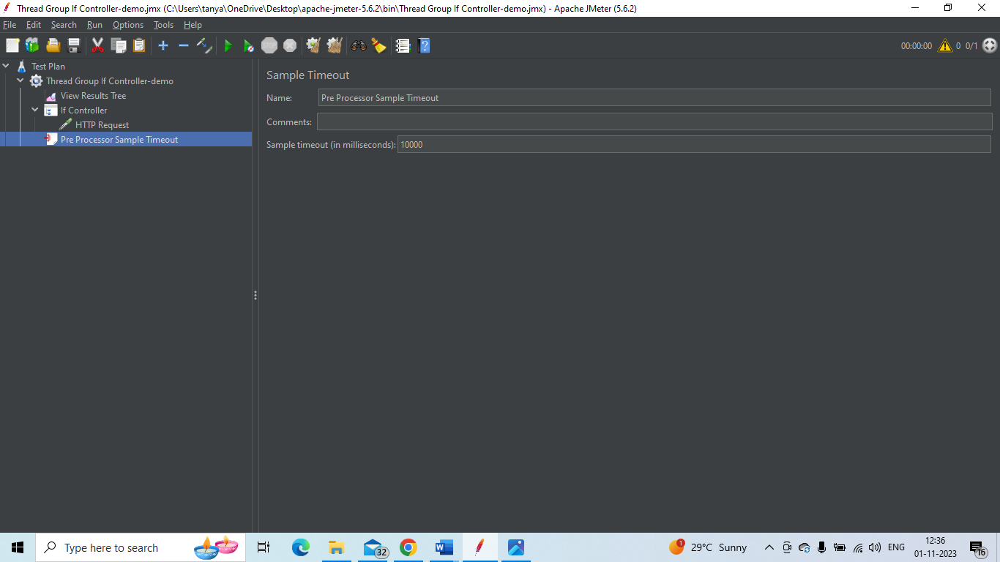 Thread Group If Controller-demo.jmx (C:\Users\tanya\OneDrive\Desktop\apache-jmeter-5.6.2\bin\Thread Group If Controller-demo.jmx) - Apache JMeter (5.6.2)
File Edit Search Run Options Tools Help
STOP 00:00:00 0 0/1
Test Plan
Thread Group If Controller-demo
View Results Tree
If Controller
HTTP Request
Pre Processor Sample Timeout
Sample Timeout
Name: Pre Processor Sample Timeout
Comments:
Sample timeout (in milliseconds): 10000
Type here to search 32 W 1 29°C Sunny ENG 12:36
01-11-2023 16